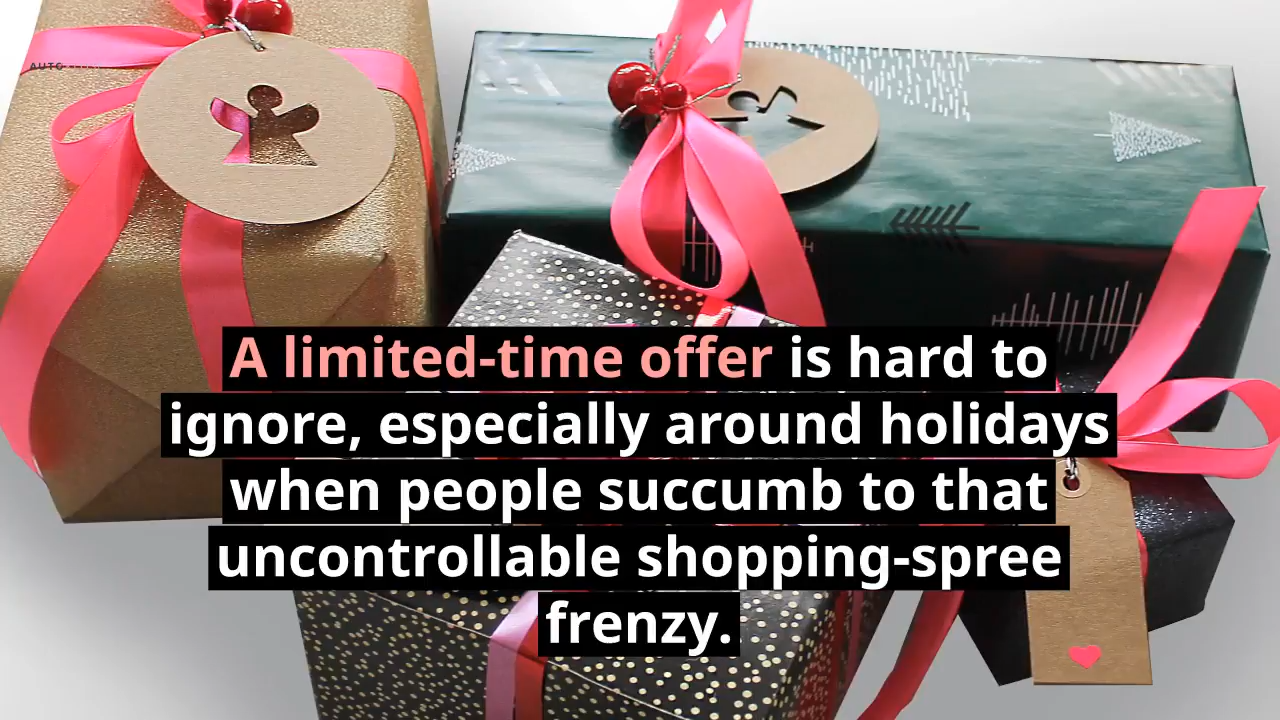 A limited-time offer is hard to
ignore, especially around holidays
when people succumb to that
uncontrollable shopping-spree
frenzy.